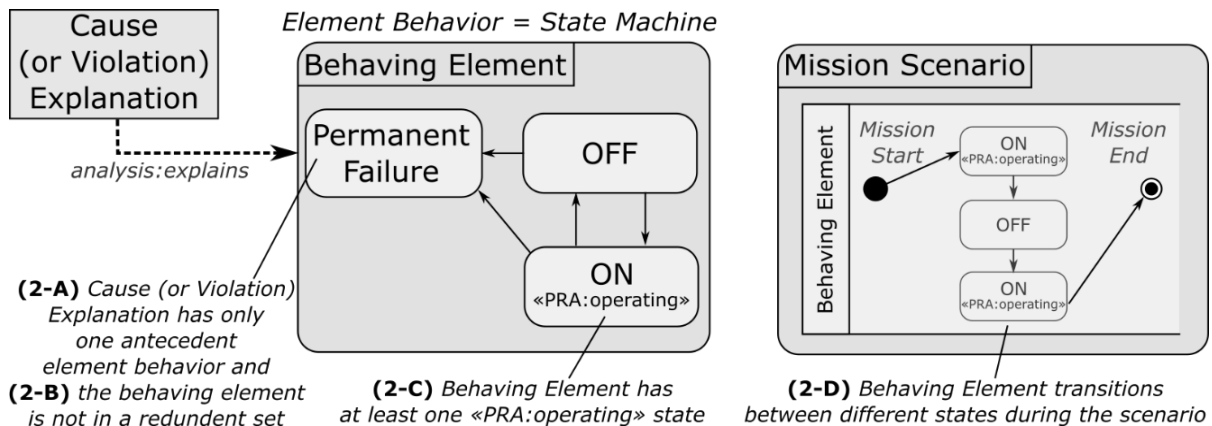 Cause
(or Violation)
Explanation
analysis:explains
Element Behavior = State Machine
Behaving Element
Permanent
Failure
OFF
ON
«PRA:operating»
(2-A) Cause (or Violation)
Explanation has only
one antecedent
element behavior and
(2-B) the behaving element
is not in a redundent set
(2-C) Behaving Element has
at least one «PRA:operating» state
Mission Scenario
Behaving Element
Mission
Start
ON
«PRA:operating»
OFF
ON
«PRA:operating»
Mission
End
(2-D) Behaving Element transitions
between different states during the scenario